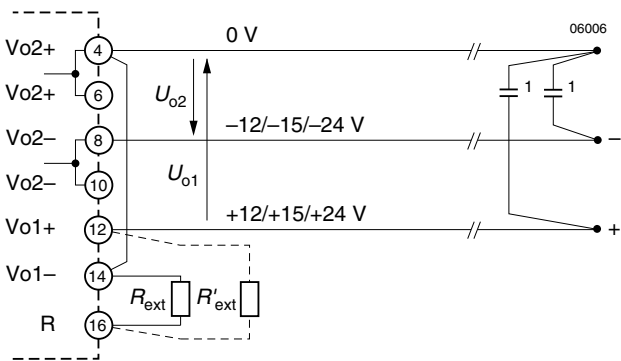 06006
Vo2+ 4 0 V
Vo2+ 6
1 1
Uo2
Vo2– 8 –12/–15/–24 V –
Vo2– 10
Uo1
Vo1+ 12 +12/+15/+24 V +
Vo1– 14
Rext R'ext
R 16